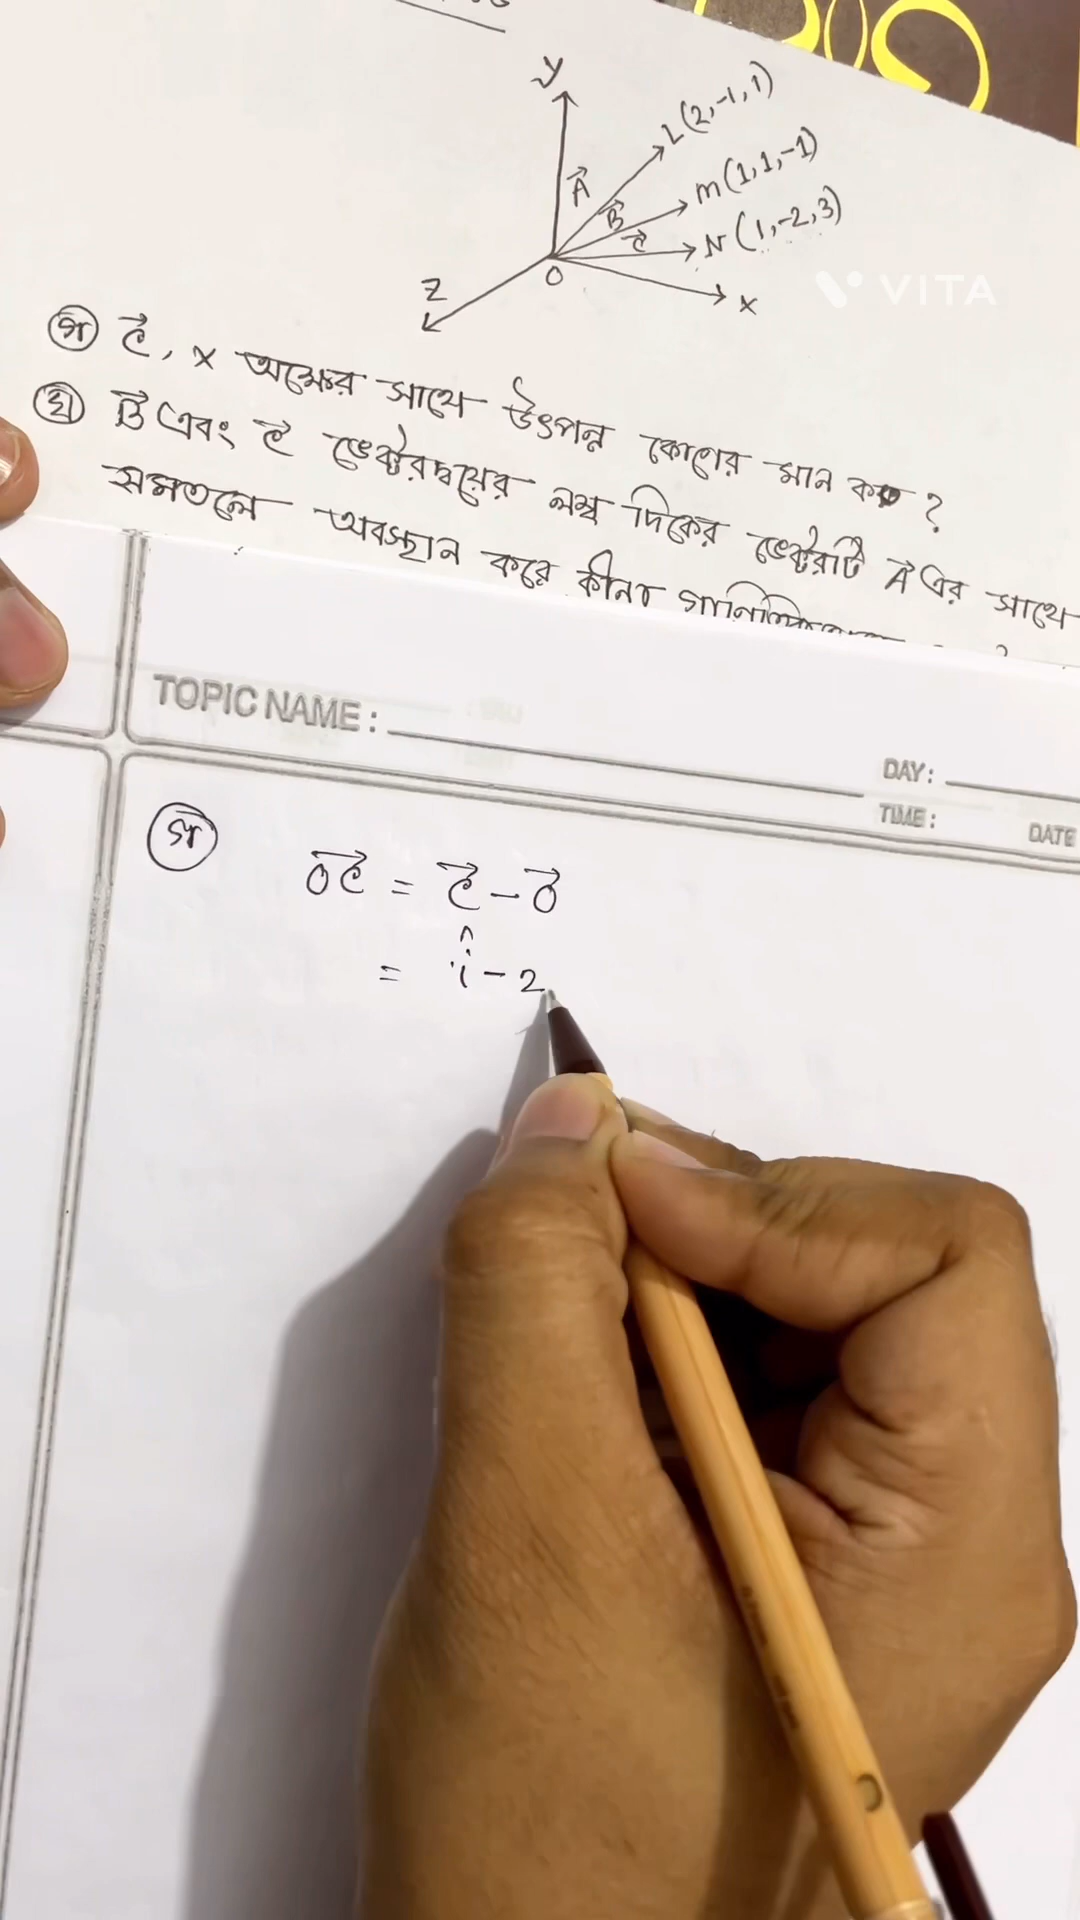 y
L(2,-1,1)
A⃗
m(1,1,-1)
B⃗
C⃗
N(1,-2,3)
O
Z
x
VITA
গ C⃗, x অক্ষের সাথে উৎপন্ন কোণের মান কত ?
ঘ B⃗ এবং C⃗ ভেক্টরদ্বয়ের লম্ব দিকের ভেক্টরটি A⃗ এর সাথে
সমতলে অবস্থান করে কীনা
TOPIC NAME :
DAY :
TIME :
DATE
গ
OC⃗ = C⃗ - O⃗
= î - 2